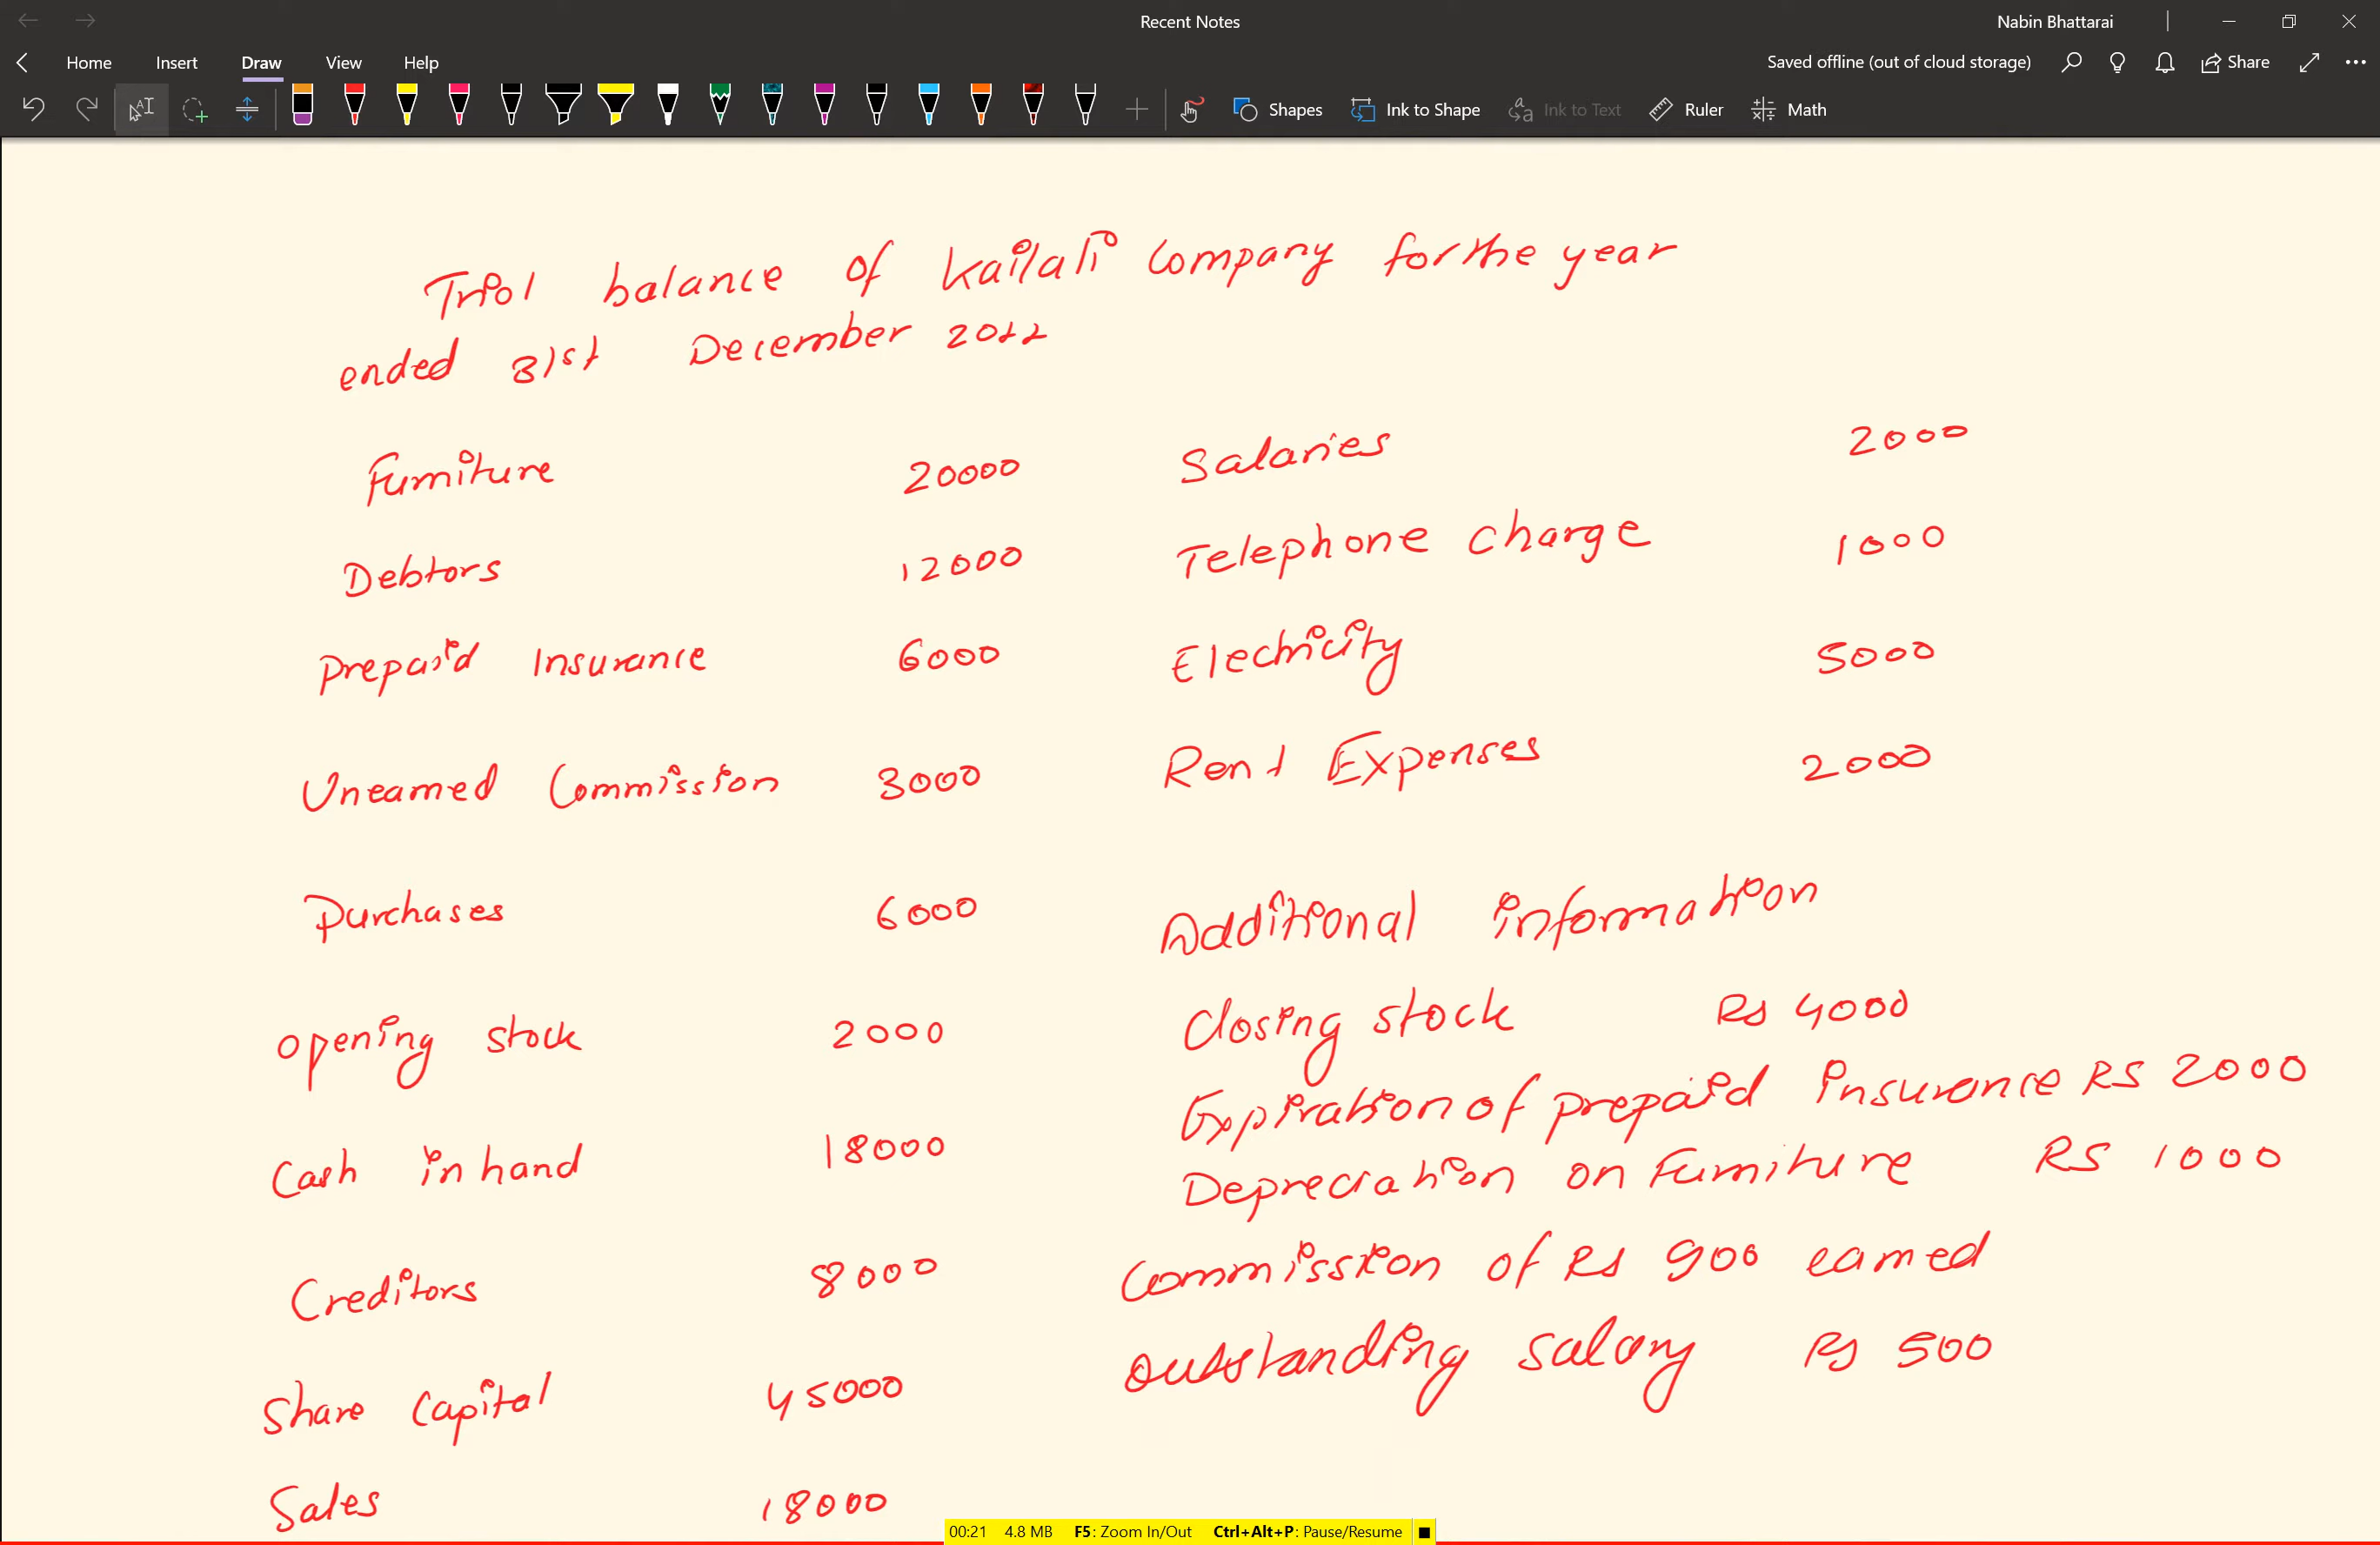 Recent Notes
Nabin Bhattarai
Home Insert Draw View Help
Saved offline (out of cloud storage)
Share
Shapes Ink to Shape Ink to Text Ruler Math
Trial balance of Kailali Company for the year
ended 31st December 2022
Furniture 20000
Debtors 12000
Prepaid Insurance 6000
Unearned Commission 3000
Purchases 6000
Opening stock 2000
Cash in hand 18000
Creditors 8000
Share Capital 45000
Sales 18000
Salaries 2000
Telephone charge 1000
Electricity 5000
Rent Expenses 2000
Additional information
Closing stock Rs 4000
Expiration of prepaid insurance RS 2000
Depreciation on Furniture RS 1000
Commission of Rs 900 earned
Outstanding salary Rs 500
00:21 4.8 MB F5: Zoom In/Out Ctrl+Alt+P: Pause/Resume